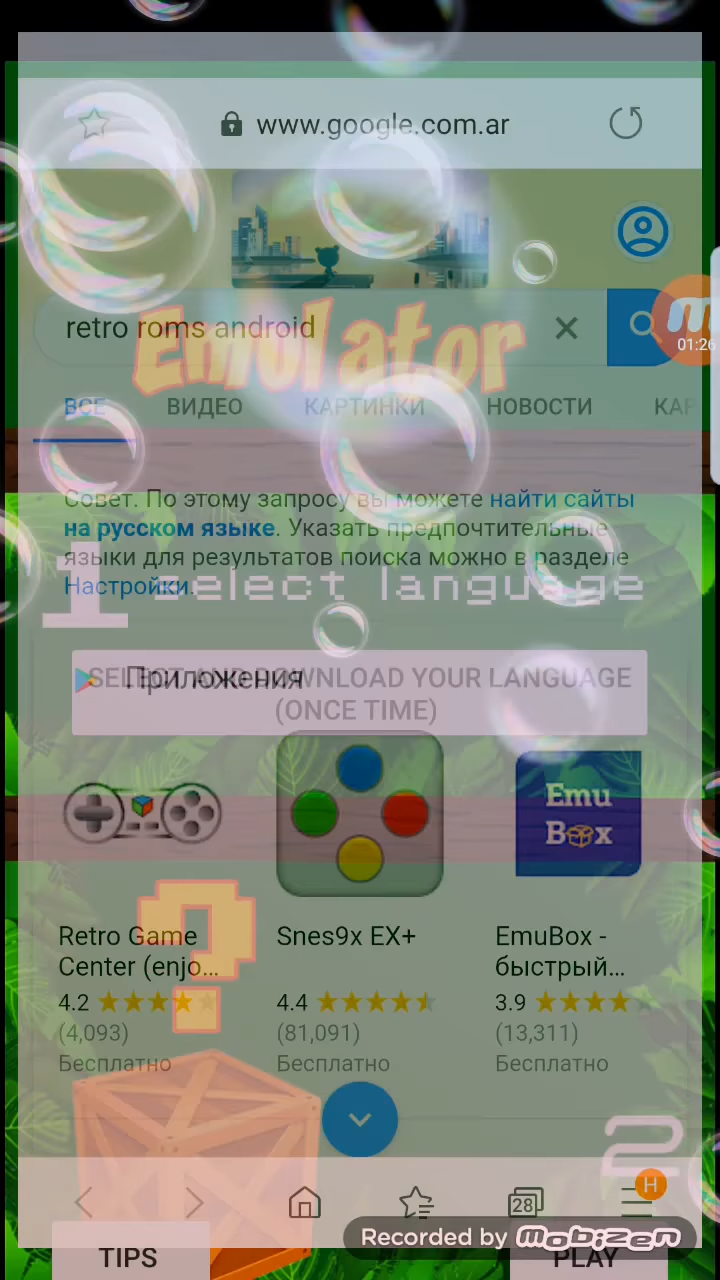 www.google.com.ar
retro roms android
01:26
Emulator
ВСЕ ВИДЕО КАРТИНКИ НОВОСТИ КАР
Совет. По этому запросу вы можете найти сайты
на русском языке. Указать предпочтительные
языки для результатов поиска можно в разделе
Настройки.
1 select language
Приложения
SELECT AND DOWNLOAD YOUR LANGUAGE
(ONCE TIME)
Emu
Box
Retro Game
Center (enjo...
4.2
(4,093)
Бесплатно
Snes9x EX+
4.4
(81,091)
Бесплатно
EmuBox -
быстрый...
3.9
(13,311)
Бесплатно
?
2
28
H
Recorded by mobizen
TIPS
PLAY